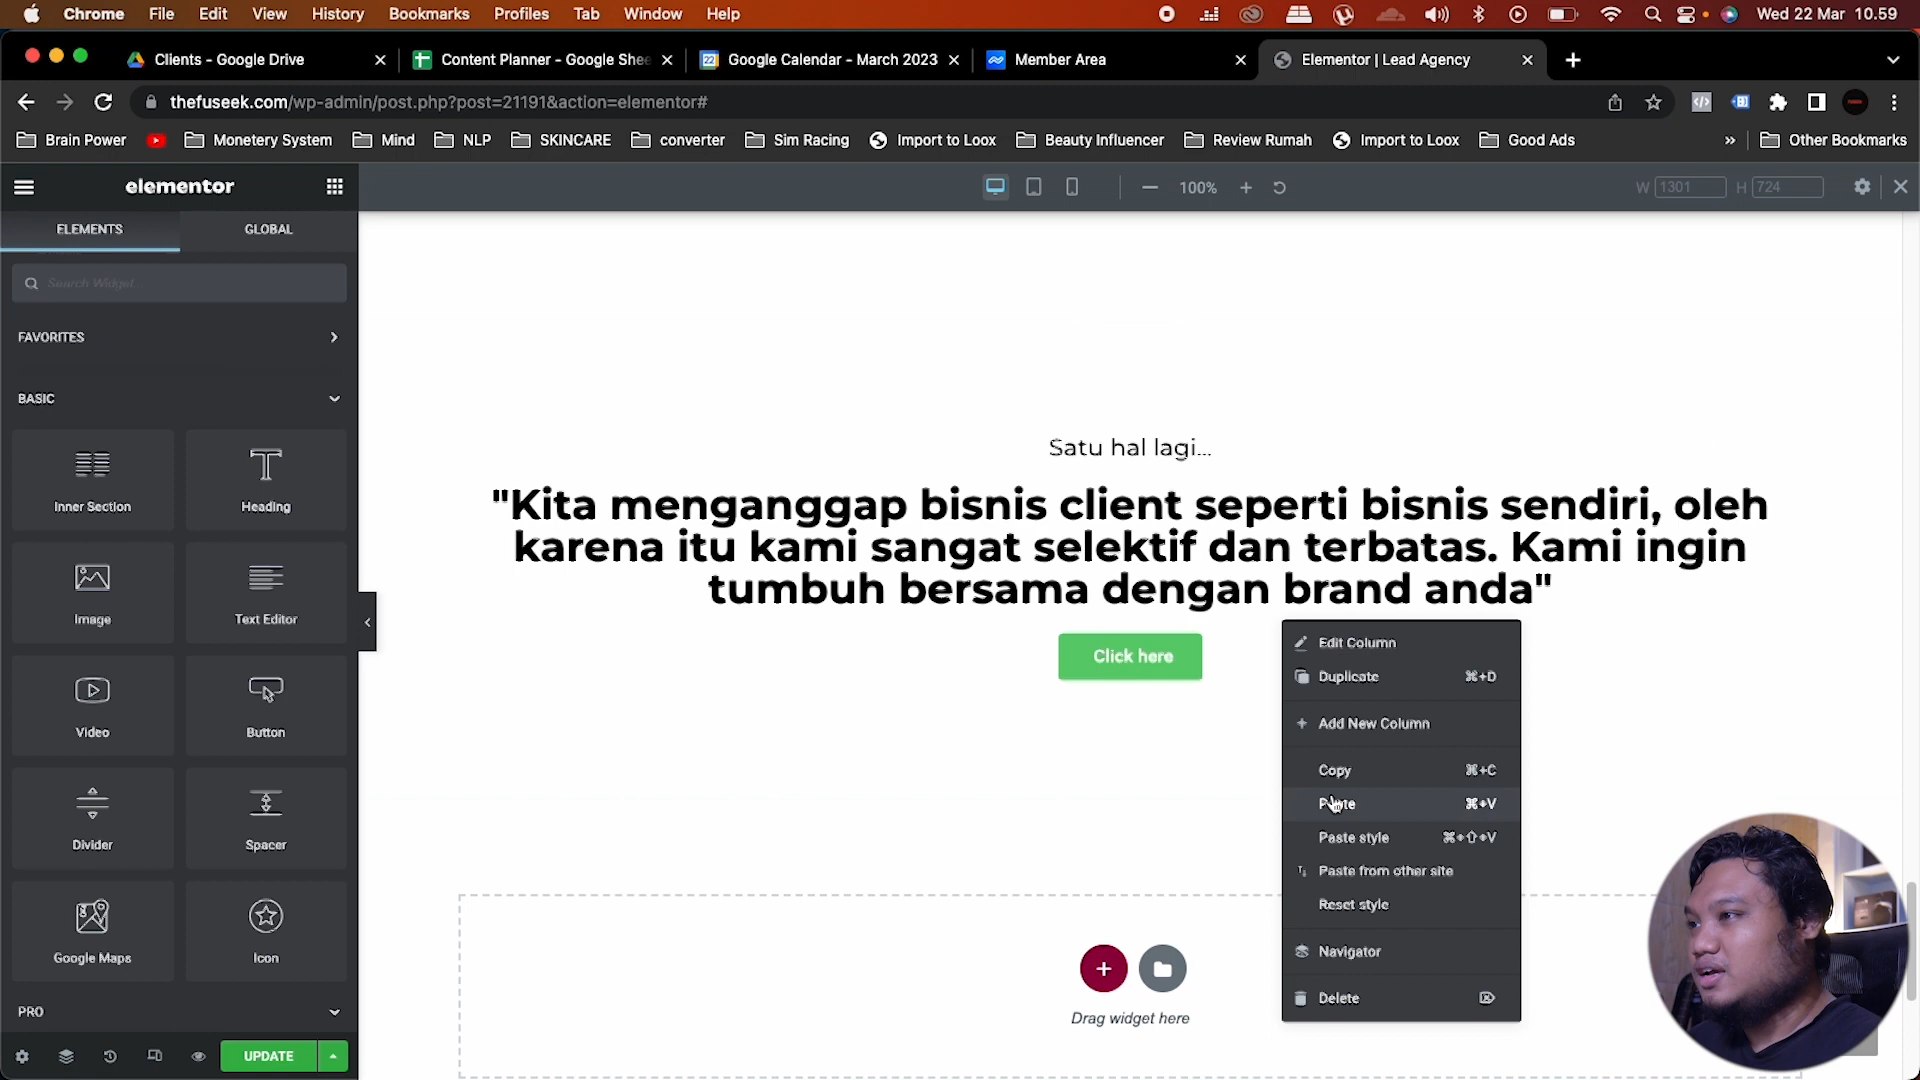 Chrome File Edit View History Bookmarks Profiles Tab Window Help Wed 22 Mar 10.59
Clients - Google Drive Content Planner - Google Shee Google Calendar - March 2023 Member Area Elementor | Lead Agency
thefuseek.com/wp-admin/post.php?post=21191&action=elementor#
Brain Power Monetery System Mind NLP SKINCARE converter Sim Racing Import to Loox Beauty Influencer Review Rumah Import to Loox Good Ads » Other Bookmarks
elementor 100% W 1301 H 724
ELEMENTS GLOBAL
Search Widget...
FAVORITES
BASIC
Inner Section Heading
Image Text Editor
Video Button
Divider Spacer
Google Maps Icon
PRO
UPDATE
Satu hal lagi...
"Kita menganggap bisnis client seperti bisnis sendiri, oleh
karena itu kami sangat selektif dan terbatas. Kami ingin
tumbuh bersama dengan brand anda"
Click here
Edit Column
Duplicate ⌘+D
Add New Column
Copy ⌘+C
Paste ⌘+V
Paste style ⌘+⇧+V
Paste from other site
Reset style
Navigator
Delete ⌦
Drag widget here